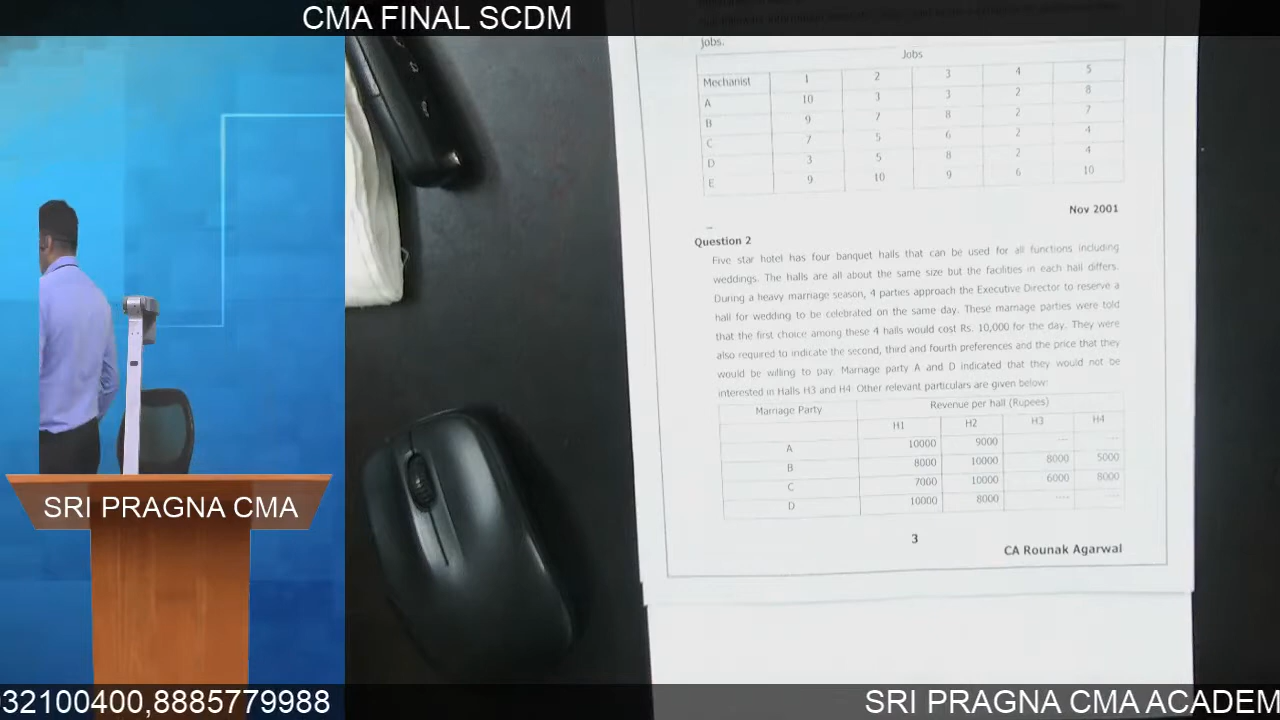 CMA FINAL SCDM
jobs.
Jobs
Mechanist 1 2 3 4 5
A 10 3 3 2 8
B 9 7 8 2 7
C 7 5 6 2 4
D 3 5 8 2 4
E 9 10 9 6 10
Nov 2001
Question 2
Five star hotel has four banquet halls that can be used for all functions including
weddings. The halls are all about the same size but the facilities in each hall differs.
During a heavy marriage season, 4 parties approach the Executive Director to reserve a
hall for wedding to be celebrated on the same day. These marriage parties were told
that the first choice among these 4 halls would cost Rs. 10,000 for the day. They were
also required to indicate the second, third and fourth preferences and the price that they
would be willing to pay. Marriage party A and D indicated that they would not be
interested in Halls H3 and H4. Other relevant particulars are given below:
Marriage Party Revenue per hall (Rupees)
H1 H2 H3 H4
A 10000 9000 ---- ----
B 8000 10000 8000 5000
C 7000 10000 6000 8000
D 10000 8000 ---- ----
3
CA Rounak Agarwal
SRI PRAGNA CMA
032100400,8885779988
SRI PRAGNA CMA ACADEM